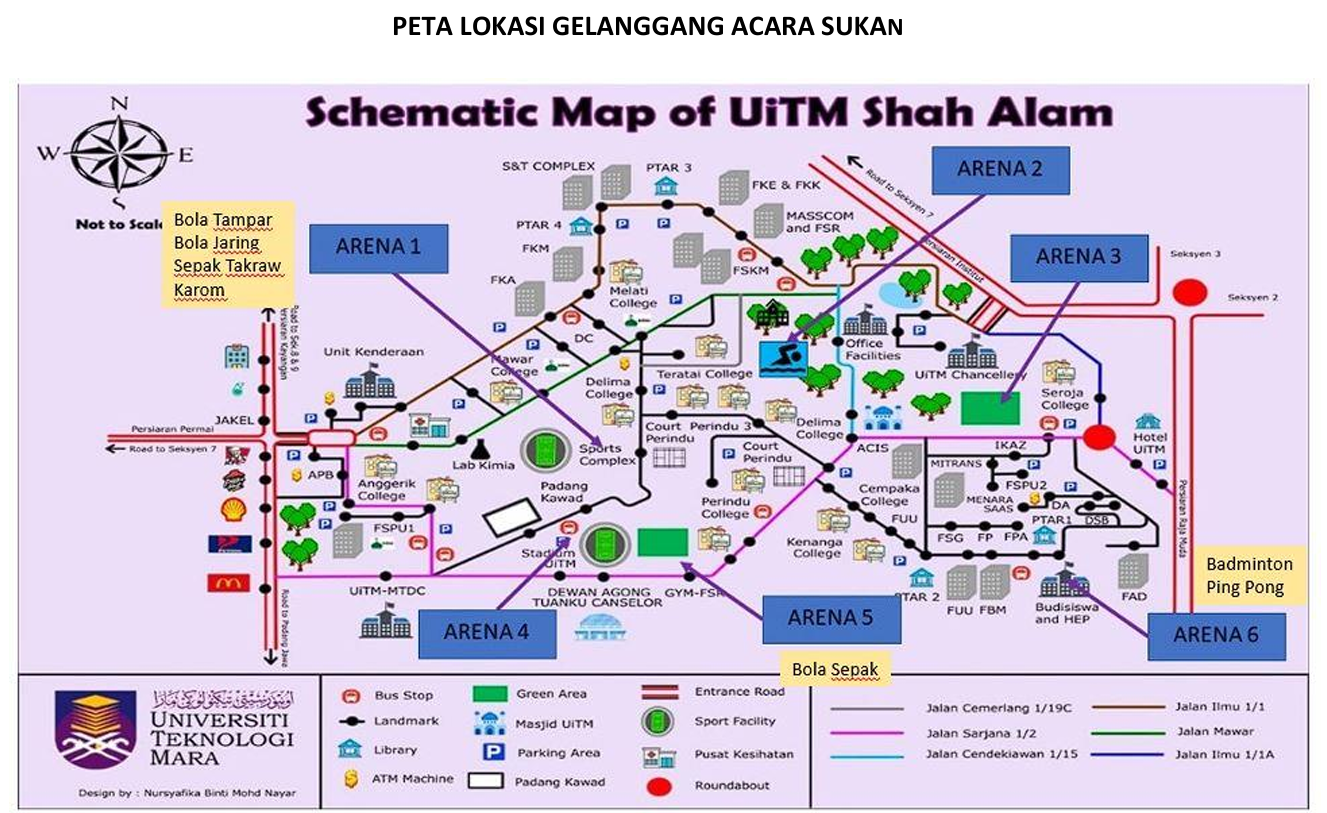 PETA LOKASI GELANGGANG ACARA SUKAN
Schematic Map of UiTM Shah Alam
N
W
E
S
Not to Scale
Bola Tampar
Bola Jaring
Sepak Takraw
Karom
ARENA 1
ARENA 2
ARENA 3
S&T COMPLEX
PTAR 3
FKE & FKK
Road to Seksyen 7
PTAR 4
MASSCOM
and FSR
FKM
FSKM
Persiaran Institut
Seksyen 3
Seksyen 2
FKA
Melati
College
Road to Sek.8 & 9
Persiaran Kayangan
Unit Kenderaan
DC
Mawar
College
Office
Facilities
Teratai College
UiTM Chancellery
Delima
College
Seroja
College
JAKEL
Persiaran Permai
Road to Seksyen 7
Court
Perindu
Perindu 3
Delima
College
Hotel
UiTM
Lab Kimia
Sports
Complex
Court
Perindu
ACIS
IKAZ
MITRANS
APB
Anggerik
College
Padang
Kawad
Perindu
College
Cempaka
College
FSPU2
MENARA
SAAS
DA
Persiaran Raja Muda
FSPU1
FUU
PTAR1
DSB
FSG
FP
FPA
Stadium
UiTM
Kenanga
College
UiTM-MTDC
DEWAN AGONG
TUANKU CANSELOR
GYM-FSR
PTAR 2
FUU
FBM
Budisiswa
and HEP
FAD
Badminton
Ping Pong
Road to Padang Jawa
ARENA 4
ARENA 5
ARENA 6
Bola Sepak
UNIVERSITI
TEKNOLOGI
MARA
Design by : Nursyafika Binti Mohd Nayar
Bus Stop
Green Area
Entrance Road
Landmark
Masjid UiTM
Sport Facility
Library
Parking Area
Pusat Kesihatan
ATM Machine
Padang Kawad
Roundabout
Jalan Cemerlang 1/19C
Jalan Ilmu 1/1
Jalan Sarjana 1/2
Jalan Mawar
Jalan Cendekiawan 1/15
Jalan Ilmu 1/1A